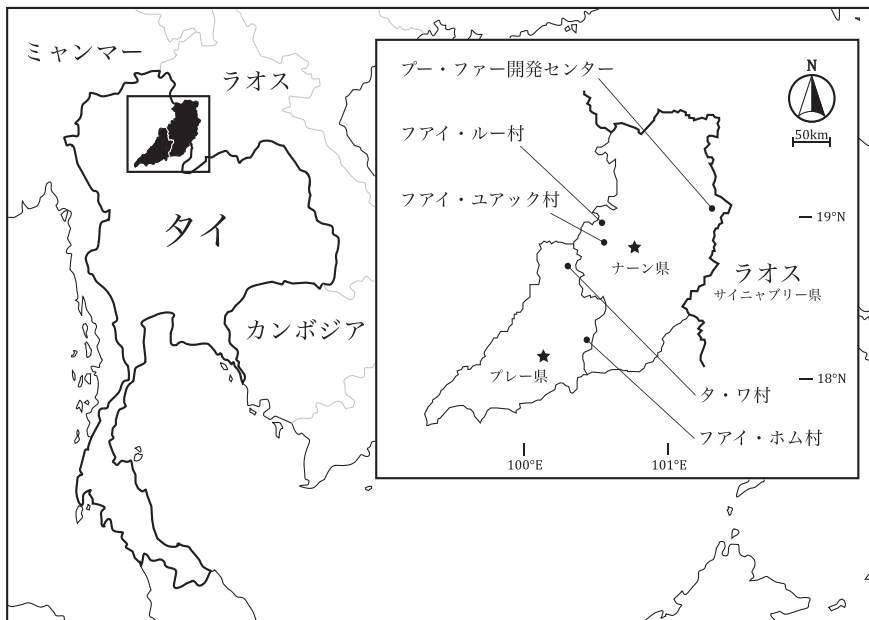 ミャンマー
ラオス
タイ
カンボジア
プー・ファー開発センター
フアイ・ルー村
フアイ・ユアック村
N
50km
19°N
ナーン県
ラオス
サイニャブリー県
プレー県
18°N
タ・ワ村
フアイ・ホム村
100°E
101°E